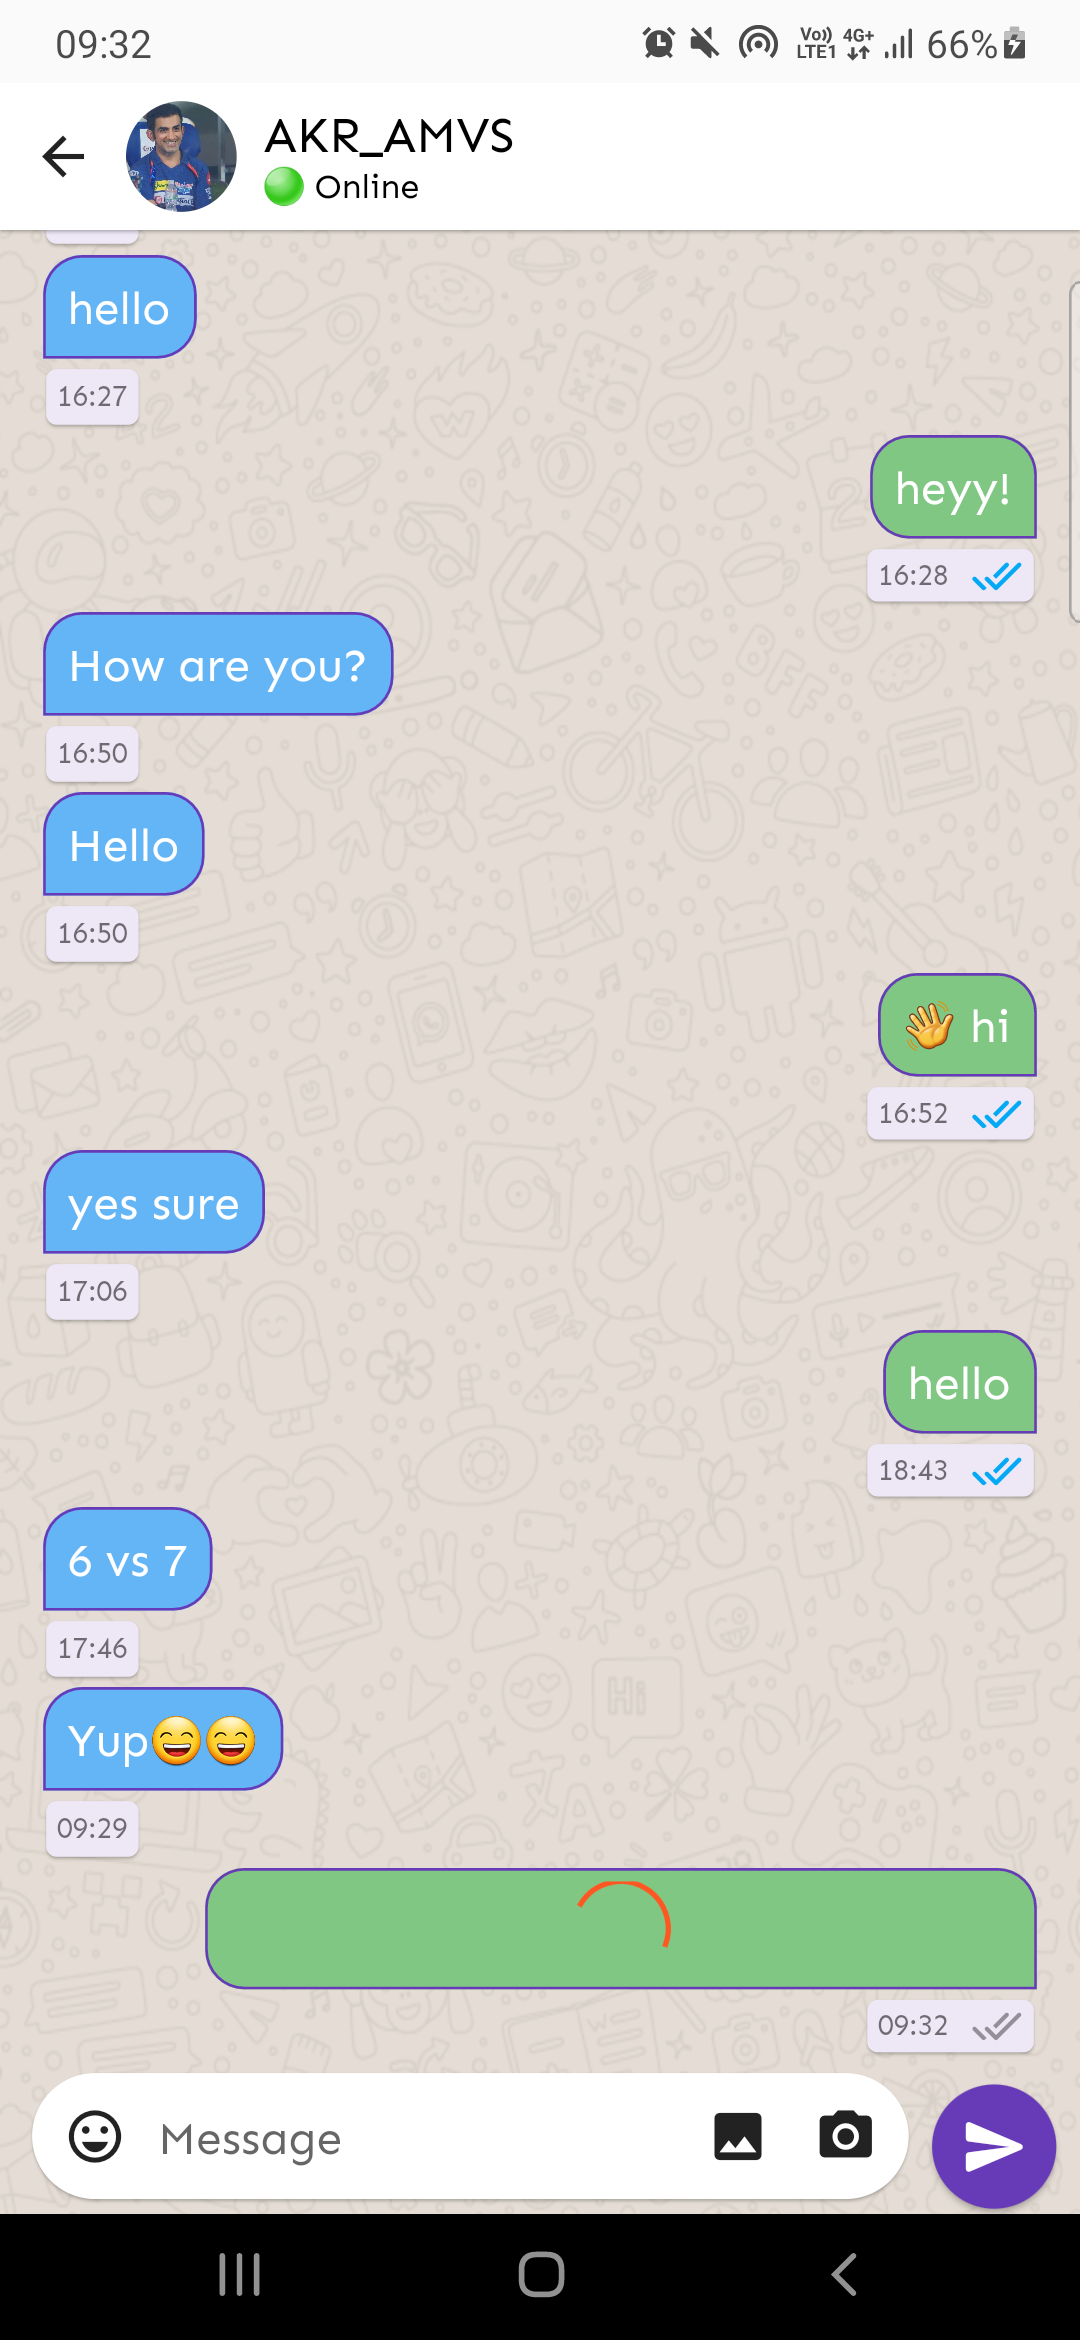 09:32
Vo)) 4G+
LTE1
66%
AKR_AMVS
Online
hello
16:27
heyy!
16:28
How are you?
16:50
Hello
16:50
👋 hi
16:52
yes sure
17:06
hello
18:43
6 vs 7
17:46
Yup😄😄
09:29
09:32
Message